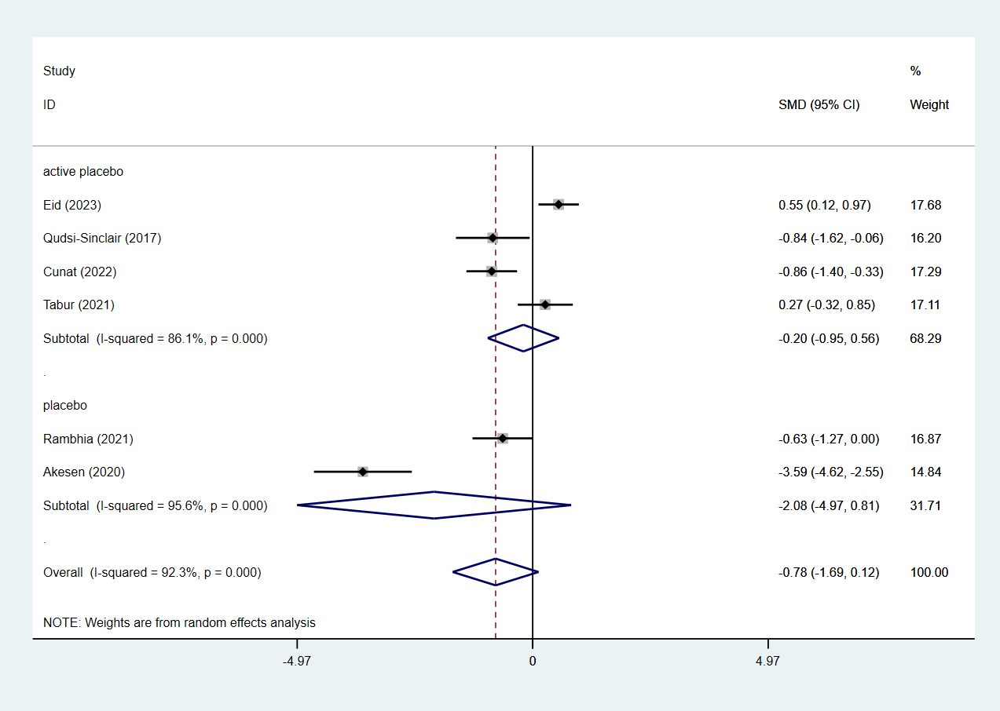 Study %
ID SMD (95% CI) Weight
active placebo
Eid (2023) 0.55 (0.12, 0.97) 17.68
Qudsi-Sinclair (2017) -0.84 (-1.62, -0.06) 16.20
Cunat (2022) -0.86 (-1.40, -0.33) 17.29
Tabur (2021) 0.27 (-0.32, 0.85) 17.11
Subtotal (I-squared = 86.1%, p = 0.000) -0.20 (-0.95, 0.56) 68.29
.
placebo
Rambhia (2021) -0.63 (-1.27, 0.00) 16.87
Akesen (2020) -3.59 (-4.62, -2.55) 14.84
Subtotal (I-squared = 95.6%, p = 0.000) -2.08 (-4.97, 0.81) 31.71
.
Overall (I-squared = 92.3%, p = 0.000) -0.78 (-1.69, 0.12) 100.00
NOTE: Weights are from random effects analysis
-4.97 0 4.97